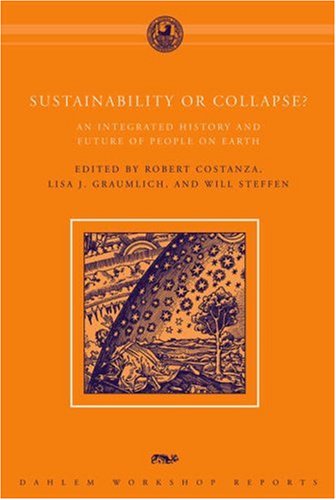 SUSTAINABILITY OR COLLAPSE?
AN INTEGRATED HISTORY AND
FUTURE OF PEOPLE ON EARTH
EDITED BY ROBERT COSTANZA,
LISA J. GRAUMLICH, AND WILL STEFFEN
DAHLEM WORKSHOP REPORTS